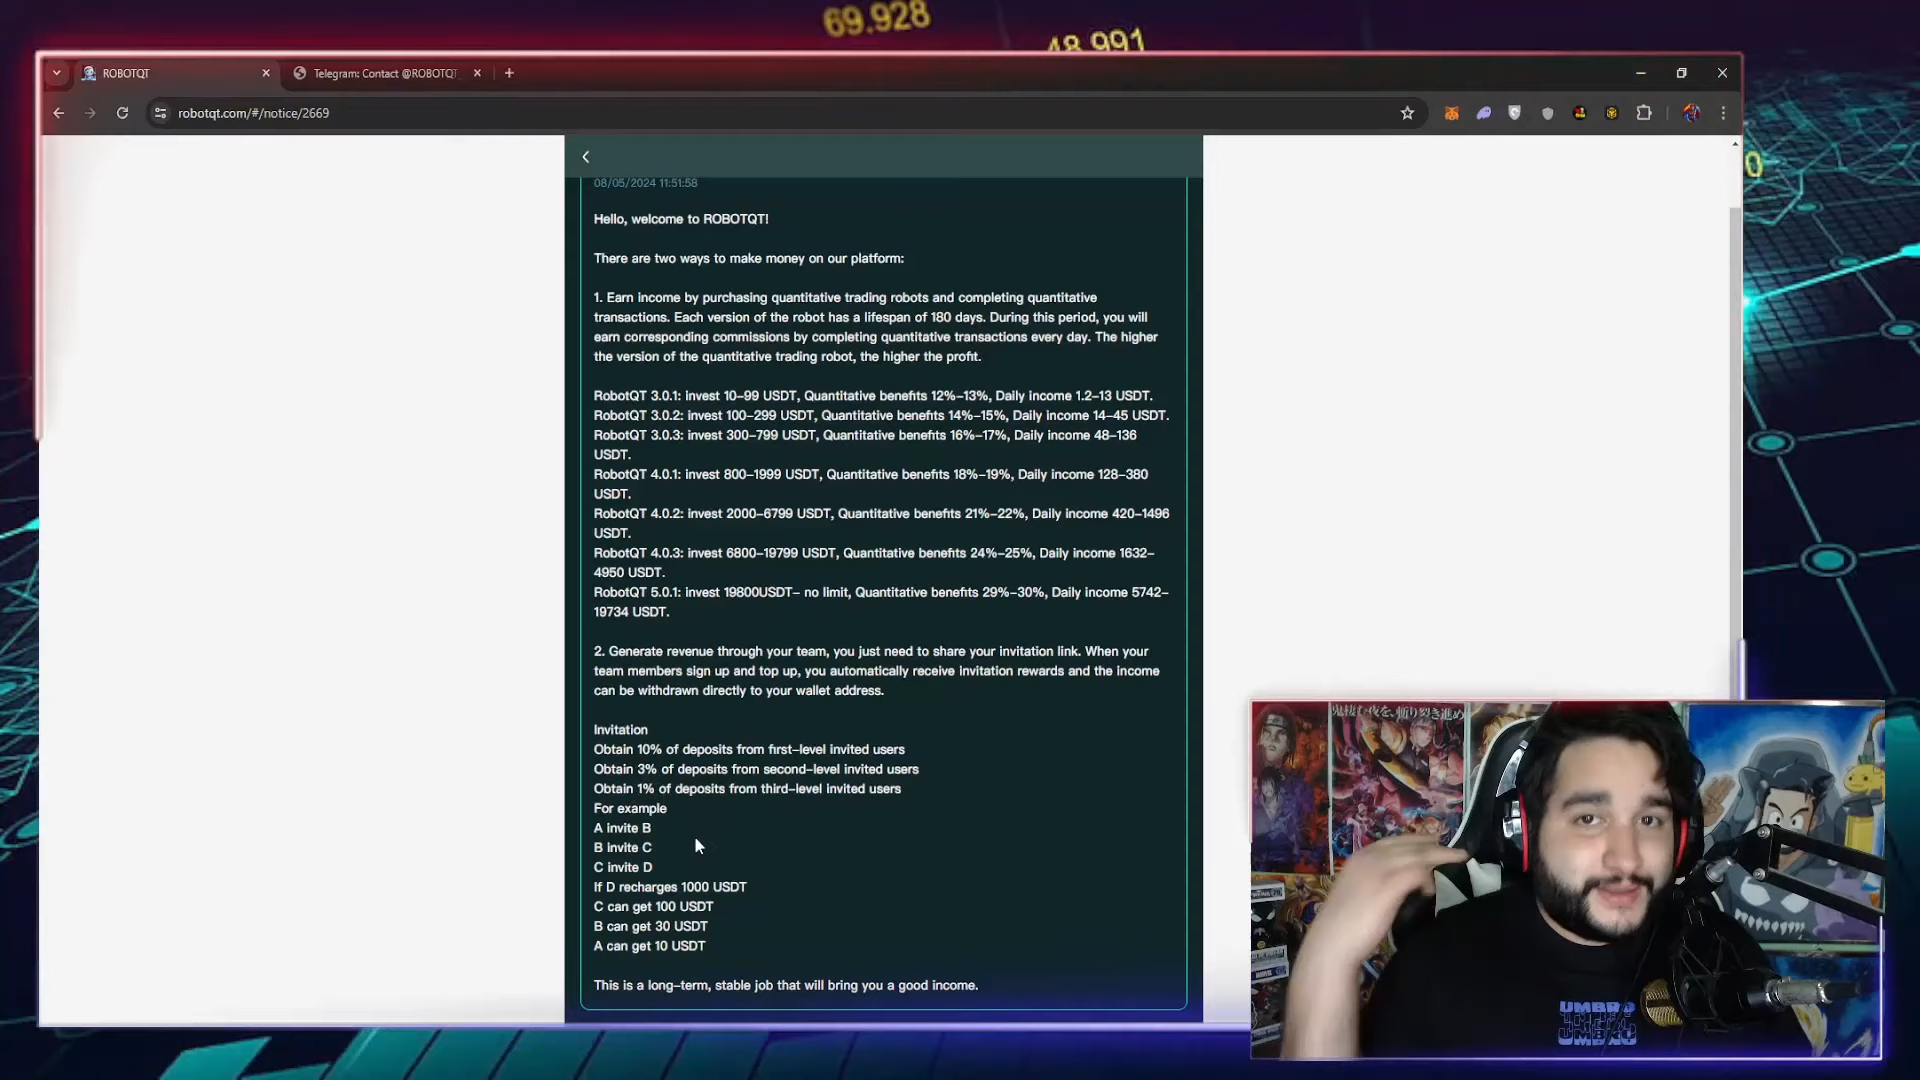 69.928
48.991
0
ROBOTQT
Telegram: Contact @ROBOTQT
robotqt.com/#/notice/2669
08/05/2024 11:51:58
Hello, welcome to ROBOTQT!
There are two ways to make money on our platform:
1. Earn income by purchasing quantitative trading robots and completing quantitative
transactions. Each version of the robot has a lifespan of 180 days. During this period, you will
earn corresponding commissions by completing quantitative transactions every day. The higher
the version of the quantitative trading robot, the higher the profit.
RobotQT 3.0.1: invest 10-99 USDT, Quantitative benefits 12%-13%, Daily income 1.2-13 USDT.
RobotQT 3.0.2: invest 100-299 USDT, Quantitative benefits 14%-15%, Daily income 14-45 USDT.
RobotQT 3.0.3: invest 300-799 USDT, Quantitative benefits 16%-17%, Daily income 48-136
USDT.
RobotQT 4.0.1: invest 800-1999 USDT, Quantitative benefits 18%-19%, Daily income 128-380
USDT.
RobotQT 4.0.2: invest 2000-6799 USDT, Quantitative benefits 21%-22%, Daily income 420-1496
USDT.
RobotQT 4.0.3: invest 6800-19799 USDT, Quantitative benefits 24%-25%, Daily income 1632-
4950 USDT.
RobotQT 5.0.1: invest 19800USDT- no limit, Quantitative benefits 29%-30%, Daily income 5742-
19734 USDT.
2. Generate revenue through your team, you just need to share your invitation link. When your
team members sign up and top up, you automatically receive invitation rewards and the income
can be withdrawn directly to your wallet address.
Invitation
Obtain 10% of deposits from first-level invited users
Obtain 3% of deposits from second-level invited users
Obtain 1% of deposits from third-level invited users
For example
A invite B
B invite C
C invite D
If D recharges 1000 USDT
C can get 100 USDT
B can get 30 USDT
A can get 10 USDT
This is a long-term, stable job that will bring you a good income.
鬼棲む夜を、斬り裂き進め
UMBRO